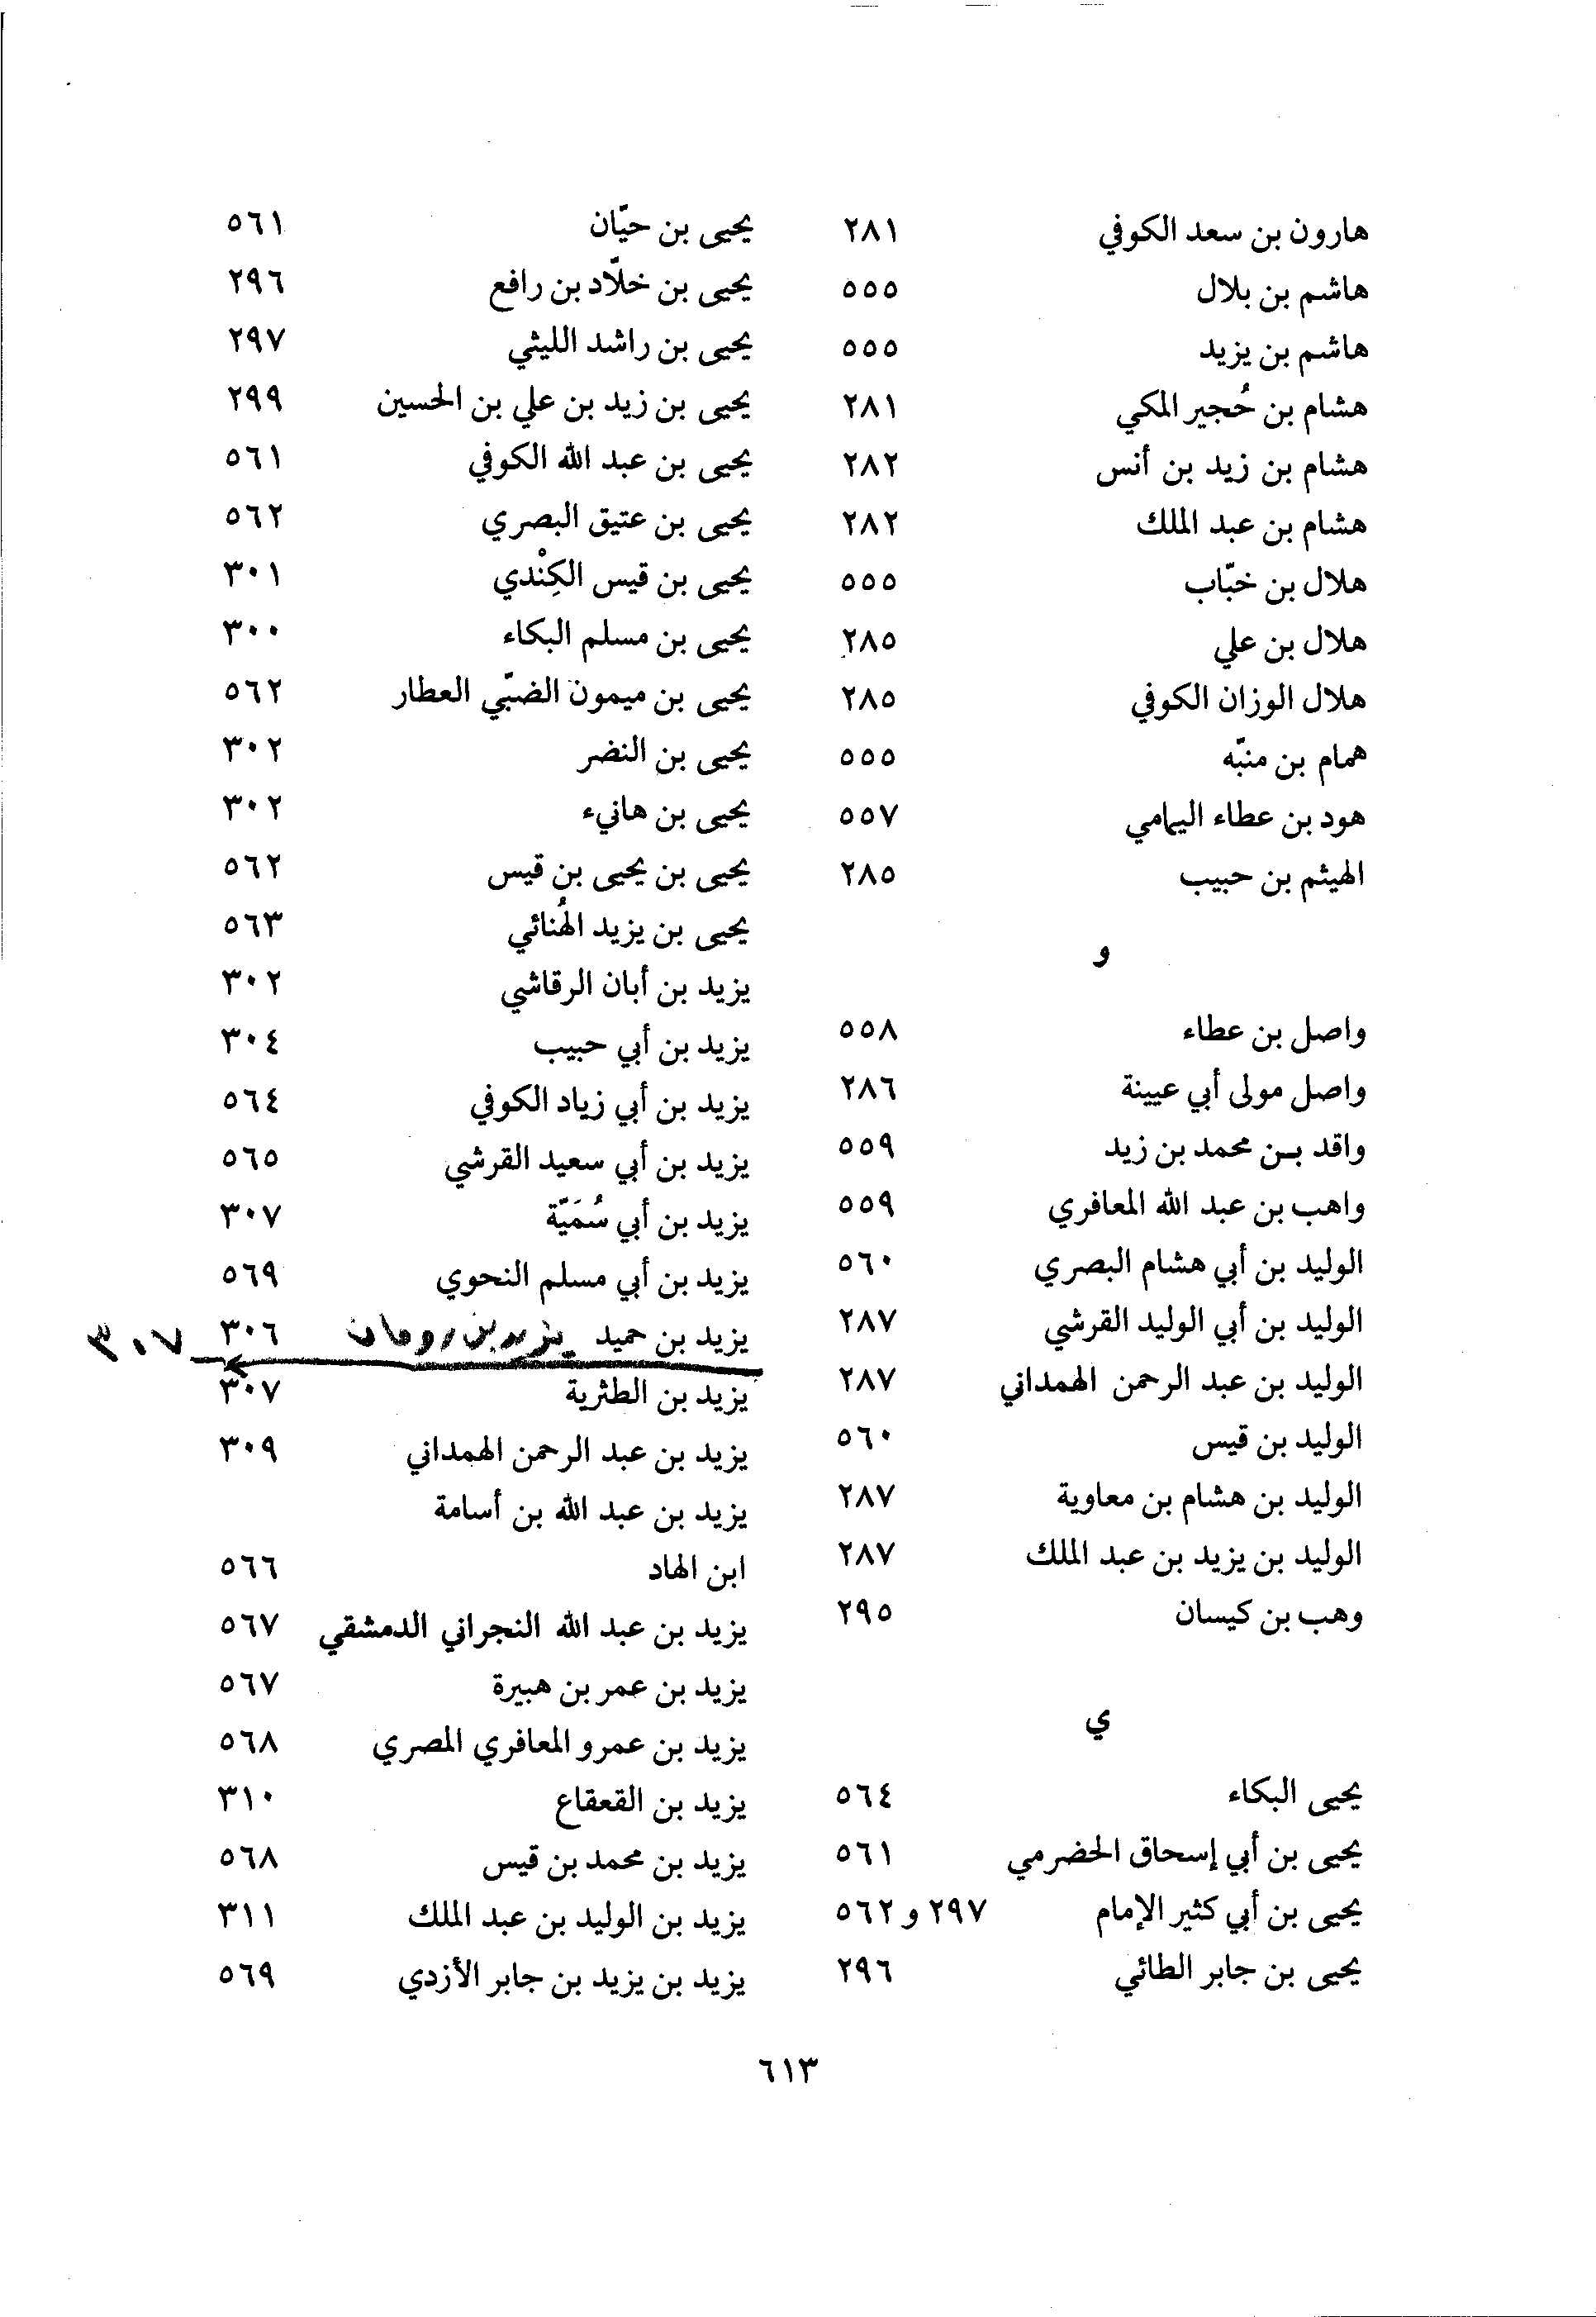 هارون بن سعد الكوفي ٢٨١
هاشم بن بلال ٥٥٥
هاشم بن يزيد ٥٥٥
هشام بن حُجير المكي ٢٨١
هشام بن زيد بن أنس ٢٨٢
هشام بن عبد الملك ٢٨٢
هلال بن خبّاب ٥٥٥
هلال بن علي ٢٨٥
هلال الوزان الكوفي ٢٨٥
همام بن منبّه ٥٥٥
هود بن عطاء اليمامي ٥٥٧
الهيثم بن حبيب ٢٨٥
و
واصل بن عطاء ٥٥٨
واصل مولى أبي عيينة ٢٨٦
واقد بن محمد بن زيد ٥٥٩
واهب بن عبد الله المعافري ٥٥٩
الوليد بن أبي هشام البصري ٥٦٠
الوليد بن أبي الوليد القرشي ٢٨٧
الوليد بن عبد الرحمن الهمداني ٢٨٧
الوليد بن قيس ٥٦٠
الوليد بن هشام بن معاوية ٢٨٧
الوليد بن يزيد بن عبد الملك ٢٨٧
وهب بن كيسان ٢٩٥
ي
يحيى البكاء ٥٦٤
يحيى بن أبي إسحاق الحضرمي ٥٦١
يحيى بن أبي كثير الإمام ٢٩٧ و ٥٦٢
يحيى بن جابر الطائي ٢٩٦
يحيى بن حيّان ٥٦١
يحيى بن خلّاد بن رافع ٢٩٦
يحيى بن راشد الليثي ٢٩٧
يحيى بن زيد بن علي بن الحسين ٢٩٩
يحيى بن عبد الله الكوفي ٥٦١
يحيى بن عتيق البصري ٥٦٢
يحيى بن قيس الكِنْدي ٣٠١
يحيى بن مسلم البكاء ٣٠٠
يحيى بن ميمون الضبّي العطار ٥٦٢
يحيى بن النضر ٣٠٢
يحيى بن هانيء ٣٠٢
يحيى بن يحيى بن قيس ٥٦٢
يحيى بن يزيد الهُنائي ٥٦٣
يزيد بن أبان الرقاشي ٣٠٢
يزيد بن أبي حبيب ٣٠٤
يزيد بن أبي زياد الكوفي ٥٦٤
يزيد بن أبي سعيد القرشي ٥٦٥
يزيد بن أبي سُمَيّة ٣٠٧
يزيد بن أبي مسلم النحوي ٥٦٩
يزيد بن حميد يزيد بن رومان ٣٠٦ ٣٠٧
يزيد بن الطثرية ٣٠٧
يزيد بن عبد الرحمن الهمداني ٣٠٩
يزيد بن عبد الله بن أسامة
ابن الهاد ٥٦٦
يزيد بن عبد الله النجراني الدمشقي ٥٦٧
يزيد بن عمر بن هبيرة ٥٦٧
يزيد بن عمرو المعافري المصري ٥٦٨
يزيد بن القعقاع ٣١٠
يزيد بن محمد بن قيس ٥٦٨
يزيد بن الوليد بن عبد الملك ٣١١
يزيد بن يزيد بن جابر الأزدي ٥٦٩
٦١٣